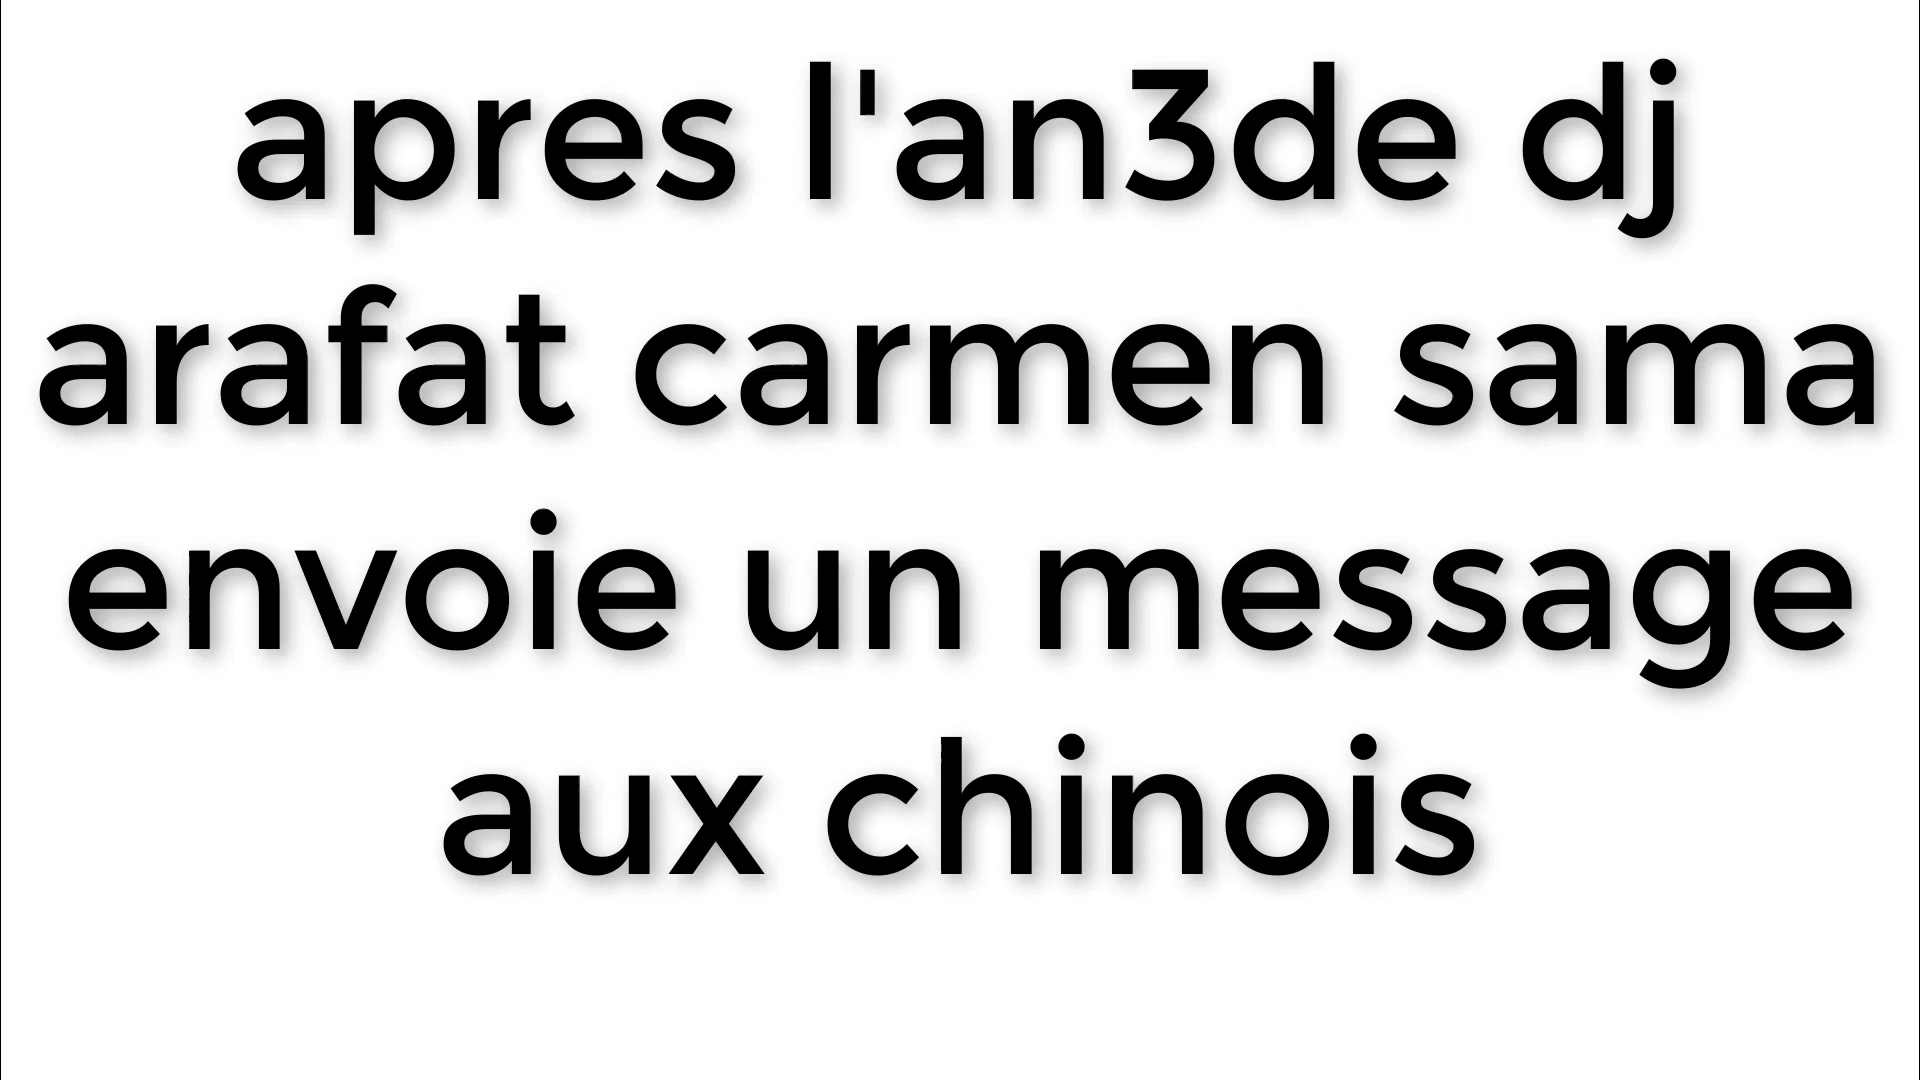 apres l'an3de dj
arafat carmen sama
envoie un message
aux chinois